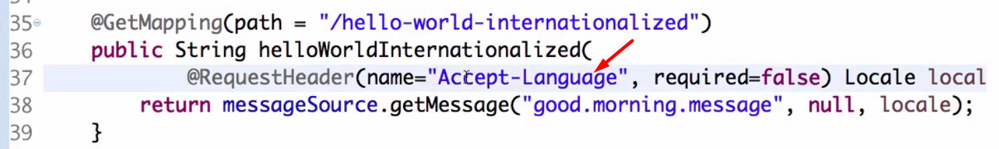 35 @GetMapping(path = "/hello-world-internationalized")
36 public String helloWorldInternationalized(
37 @RequestHeader(name="Accept-Language", required=false) Locale local
38 return messageSource.getMessage("good.morning.message", null, locale);
39 }